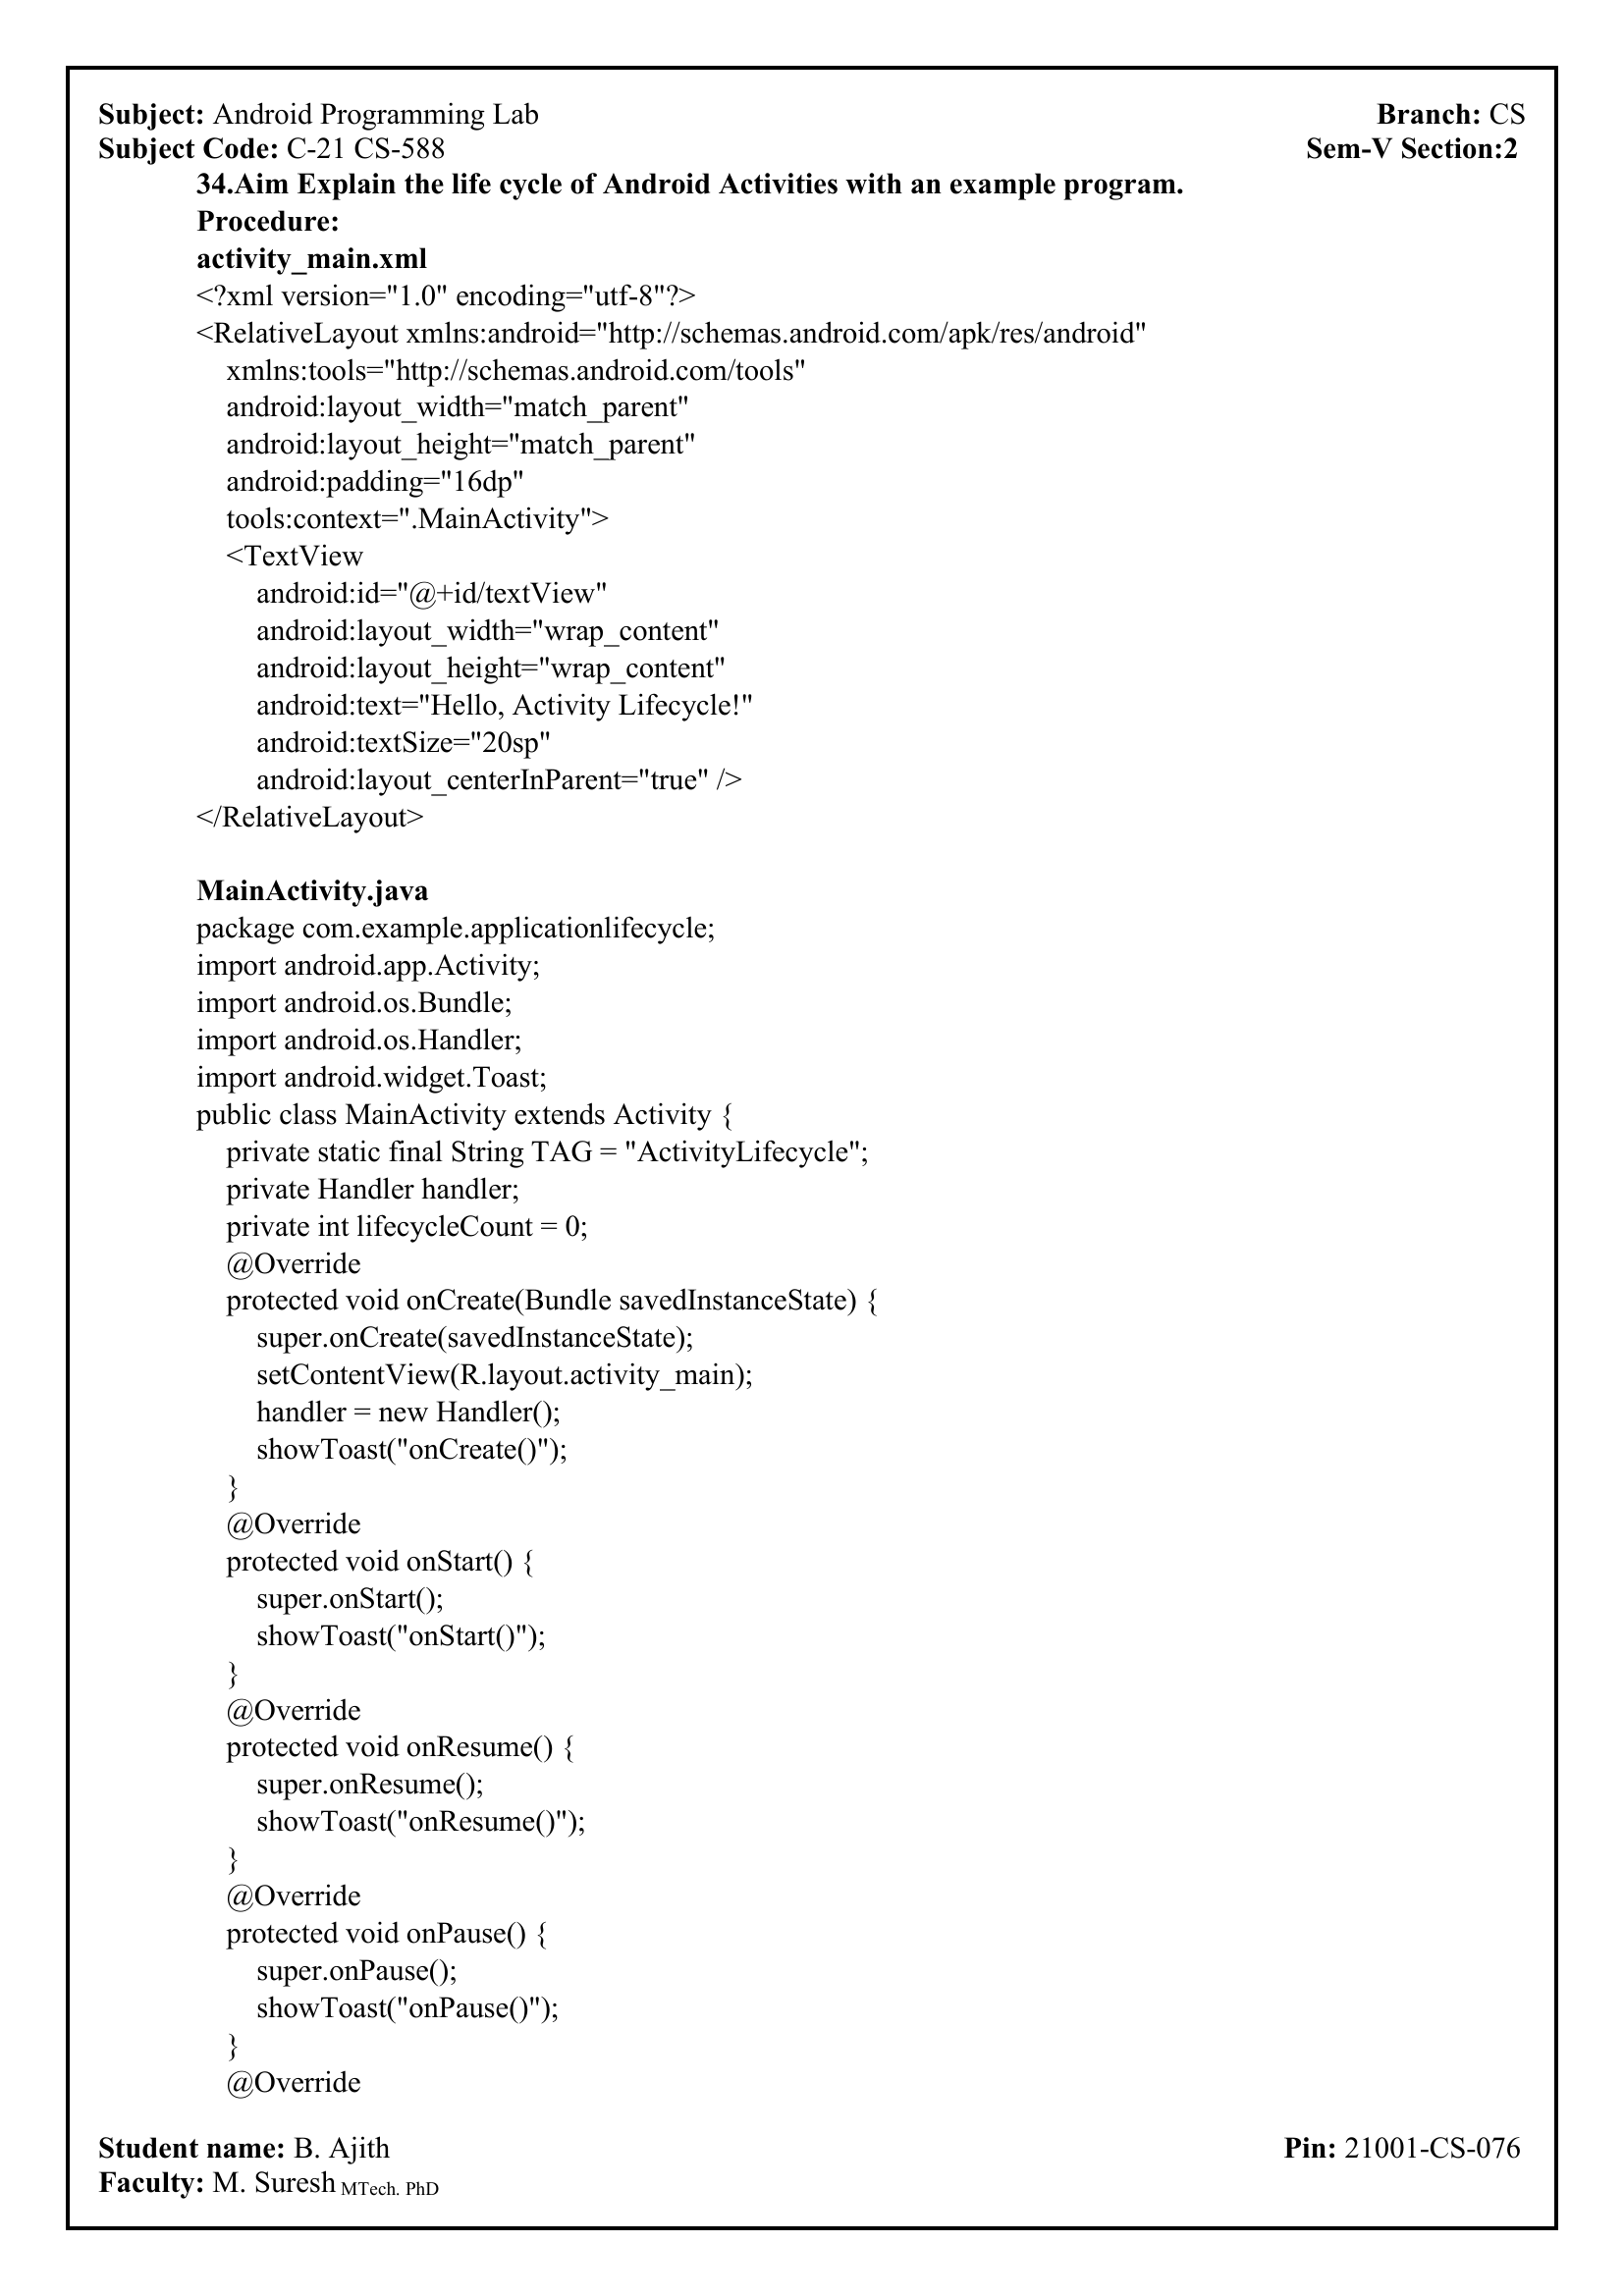 Subject: Android Programming Lab Branch: CS
Subject Code: C-21 CS-588 Sem-V Section:2
34.Aim Explain the life cycle of Android Activities with an example program.
Procedure:
activity_main.xml
<?xml version="1.0" encoding="utf-8"?>
<RelativeLayout xmlns:android="http://schemas.android.com/apk/res/android"
xmlns:tools="http://schemas.android.com/tools"
android:layout_width="match_parent"
android:layout_height="match_parent"
android:padding="16dp"
tools:context=".MainActivity">
<TextView
android:id="@+id/textView"
android:layout_width="wrap_content"
android:layout_height="wrap_content"
android:text="Hello, Activity Lifecycle!"
android:textSize="20sp"
android:layout_centerInParent="true" />
</RelativeLayout>
MainActivity.java
package com.example.applicationlifecycle;
import android.app.Activity;
import android.os.Bundle;
import android.os.Handler;
import android.widget.Toast;
public class MainActivity extends Activity {
private static final String TAG = "ActivityLifecycle";
private Handler handler;
private int lifecycleCount = 0;
@Override
protected void onCreate(Bundle savedInstanceState) {
super.onCreate(savedInstanceState);
setContentView(R.layout.activity_main);
handler = new Handler();
showToast("onCreate()");
}
@Override
protected void onStart() {
super.onStart();
showToast("onStart()");
}
@Override
protected void onResume() {
super.onResume();
showToast("onResume()");
}
@Override
protected void onPause() {
super.onPause();
showToast("onPause()");
}
@Override
Student name: B. Ajith Pin: 21001-CS-076
Faculty: M. Suresh MTech. PhD